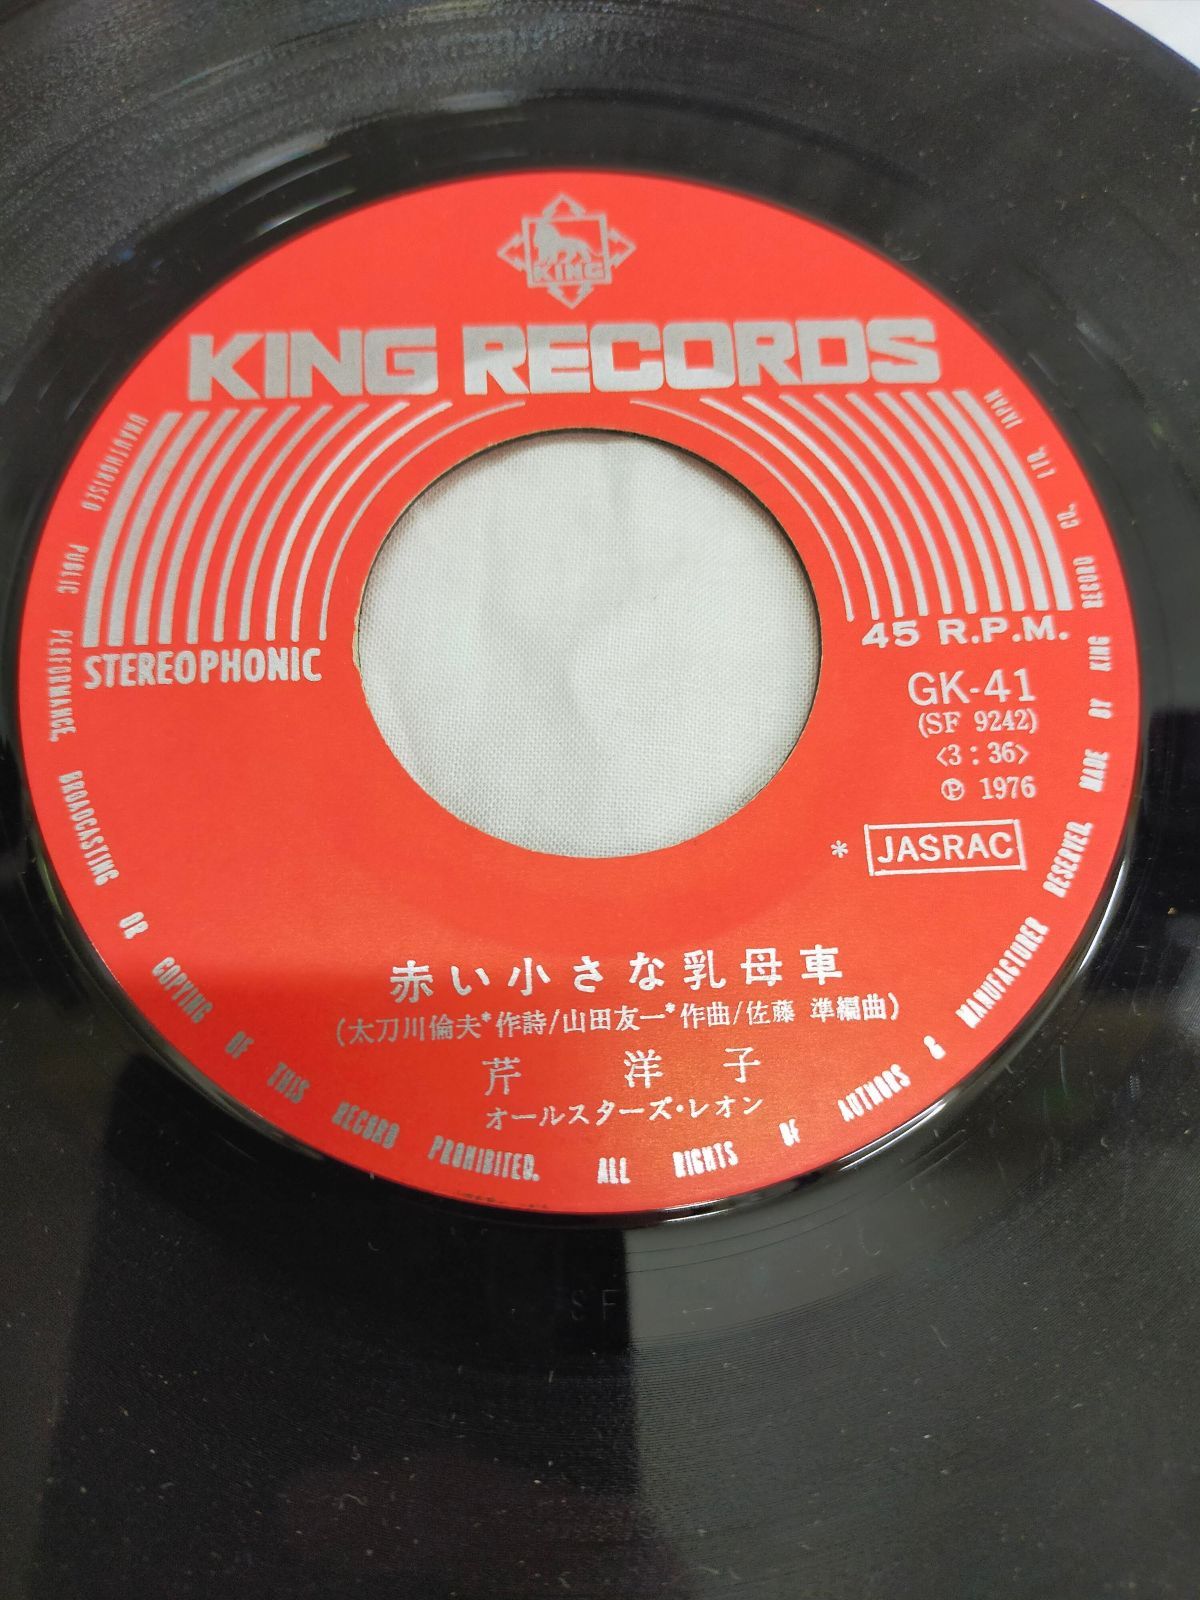 KING
KING RECORDS
STEREOPHONIC
45 R.P.M.
GK-41
(SF 9242)
<3:36>
℗ 1976
* JASRAC
赤い小さな乳母車
(太刀川倫夫*作詩/山田友一*作曲/佐藤 準編曲)
芹 洋 子
オールスターズ・レオン
UNAUTHORISED PUBLIC PERFORMANCE, BROADCASTING OR COPYING OF THIS RECORD PROHIBITED. ALL RIGHTS OF AUTHORS & MANUFACTURER RESERVED. MADE BY KING RECORD CO., LTD. JAPAN
SF